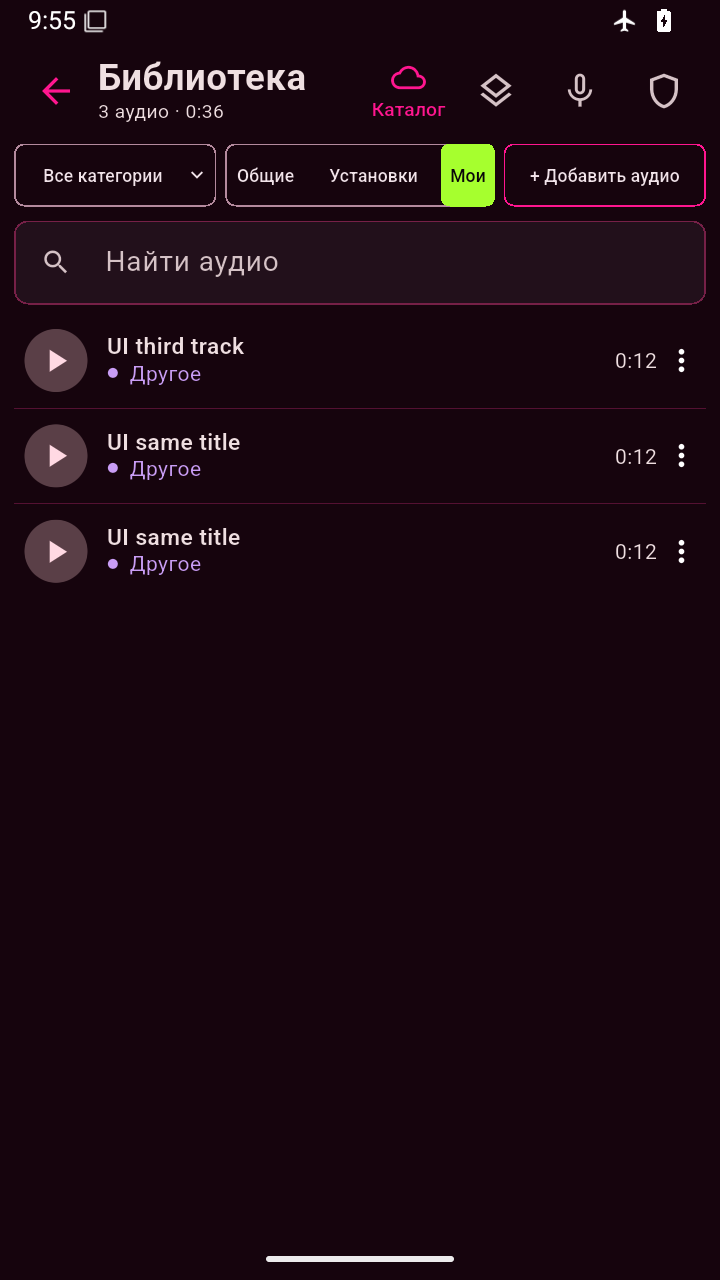 9:55
Библиотека
3 аудио · 0:36
Каталог
Все категории
Общие
Установки
Мои
+ Добавить аудио
Найти аудио
UI third track
Другое
0:12
UI same title
Другое
0:12
UI same title
Другое
0:12